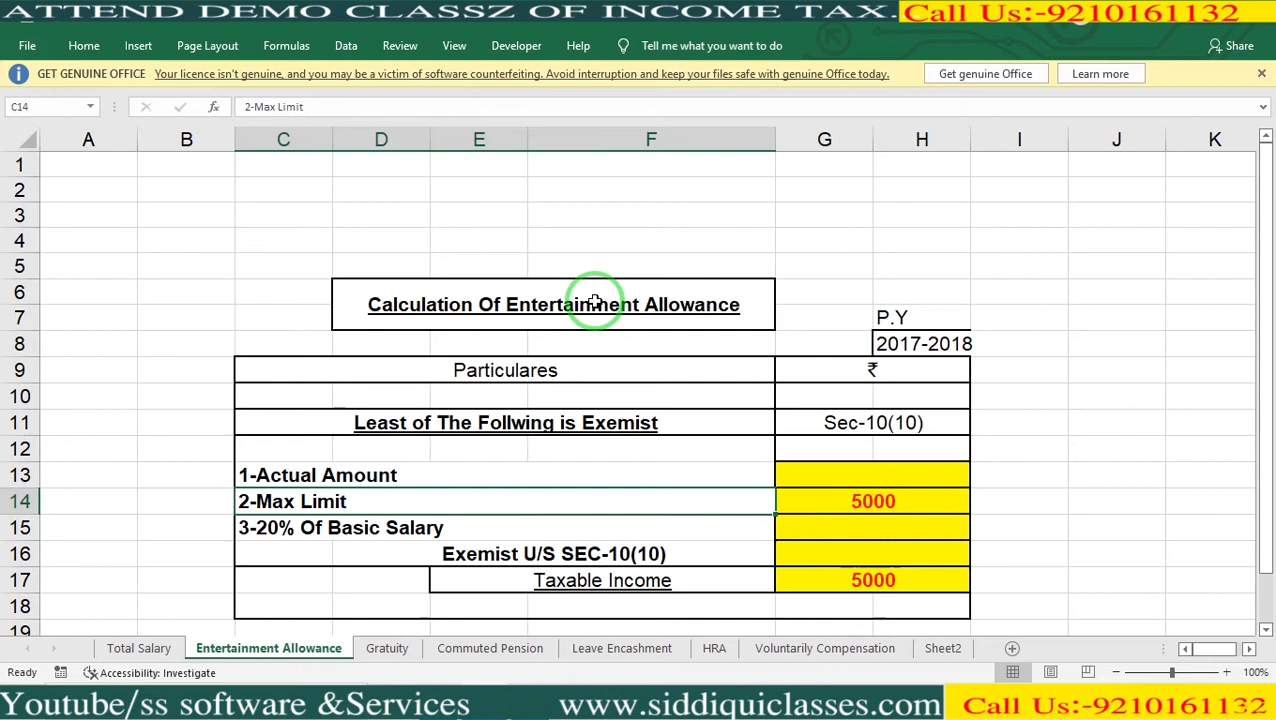 ATTEND DEMO CLASSZ OF INCOME TAX. Call Us:-9210161132
File Home Insert Page Layout Formulas Data Review View Developer Help Tell me what you want to do Share
GET GENUINE OFFICE Your licence isn't genuine, and you may be a victim of software counterfeiting. Avoid interruption and keep your files safe with genuine Office today. Get genuine Office Learn more
C14 fx 2-Max Limit
A B C D E F G H I J K
1
2
3
4
5
6
Calculation Of Entertainment Allowance
7 P.Y
8 2017-2018
9 Particulares ₹
10
11 Least of The Follwing is Exemist Sec-10(10)
12
13 1-Actual Amount
14 2-Max Limit 5000
15 3-20% Of Basic Salary
16 Exemist U/S SEC-10(10)
17 Taxable Income 5000
18
19
Total Salary Entertainment Allowance Gratuity Commuted Pension Leave Encashment HRA Voluntarily Compensation Sheet2
Ready Accessibility: Investigate 100%
Youtube/ss software &Services www.siddiquiclasses.com Call Us:-9210161132